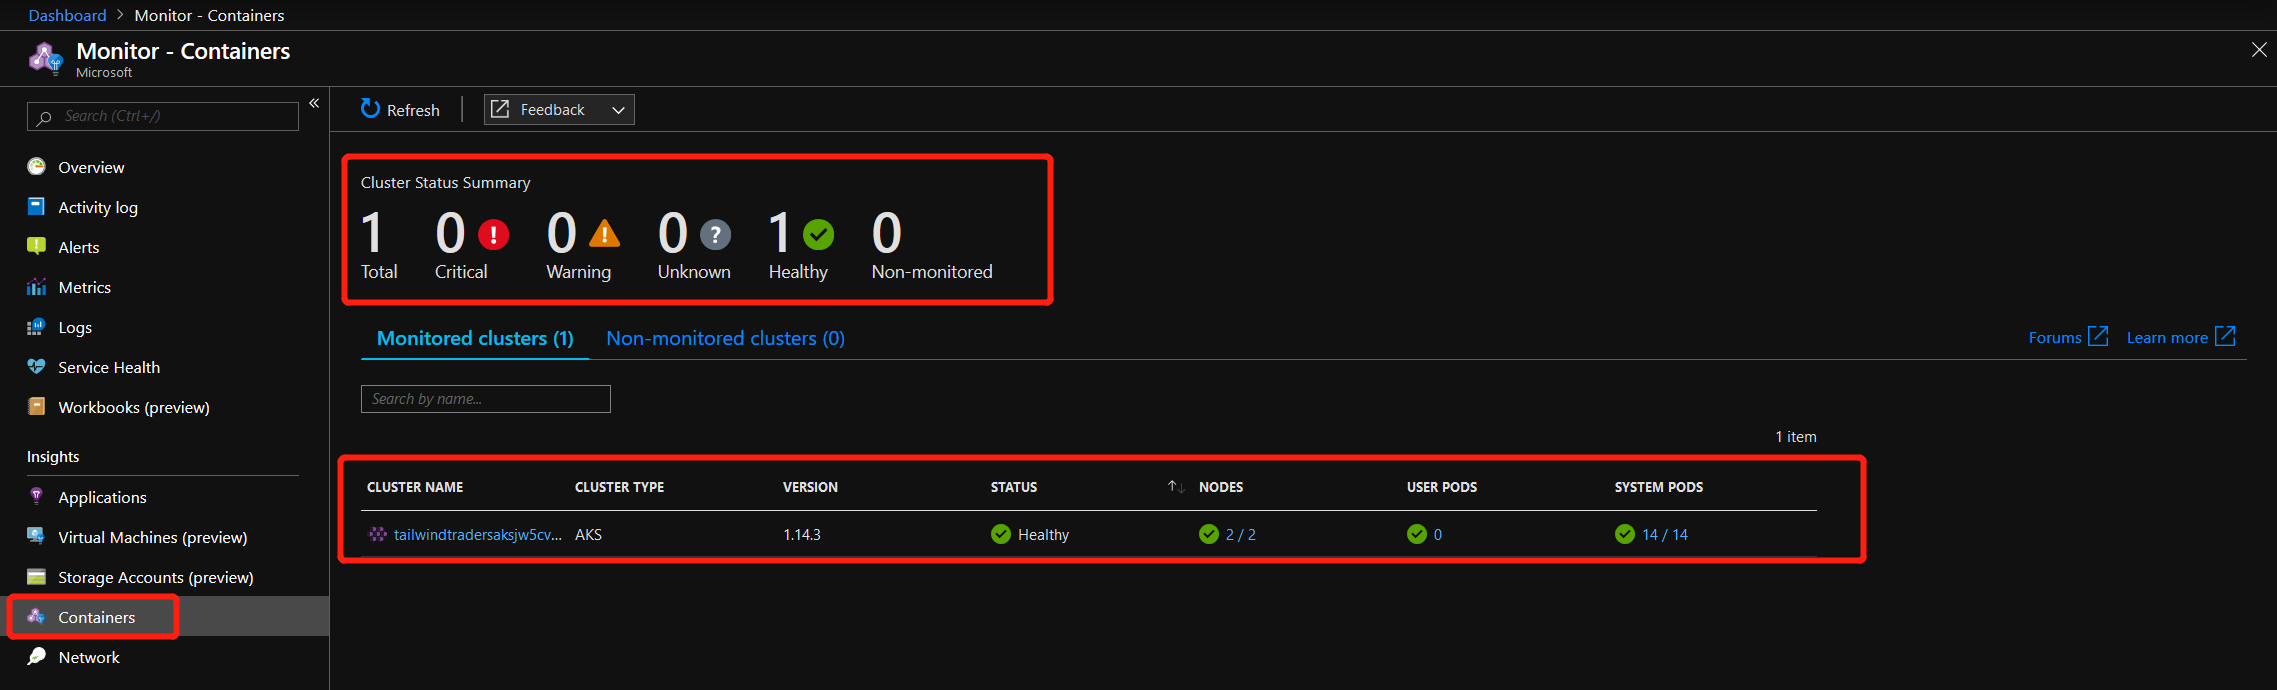 Dashboard > Monitor - Containers
Monitor - Containers
Microsoft
Search (Ctrl+/)
«
Overview
Activity log
Alerts
Metrics
Logs
Service Health
Workbooks (preview)
Insights
Applications
Virtual Machines (preview)
Storage Accounts (preview)
Containers
Network
Refresh
Feedback
Cluster Status Summary
1 0 ! 0 ! 0 ? 1 0
Total Critical Warning Unknown Healthy Non-monitored
Monitored clusters (1) Non-monitored clusters (0) Forums Learn more
Search by name...
1 item
CLUSTER NAME CLUSTER TYPE VERSION STATUS ↑↓ NODES USER PODS SYSTEM PODS
tailwindtradersaksjw5cv... AKS 1.14.3 Healthy 2 / 2 0 14 / 14